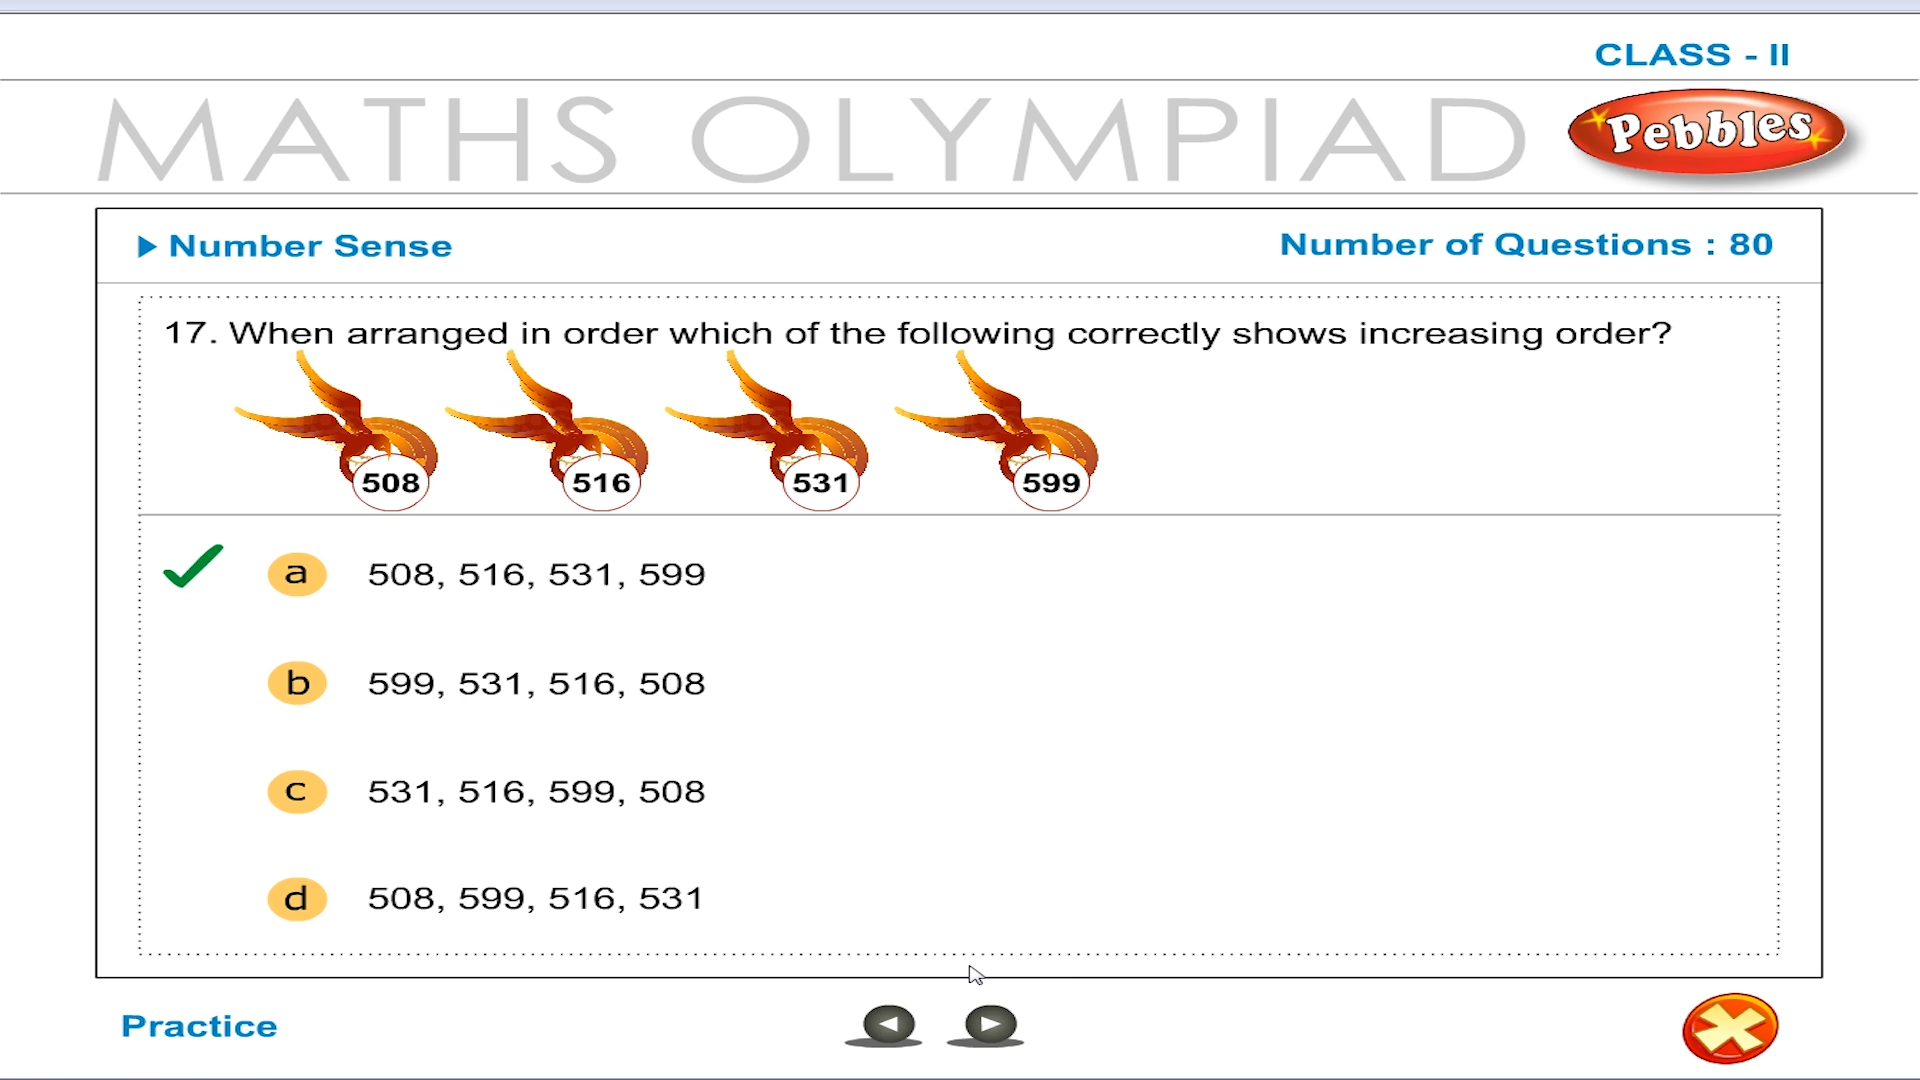 CLASS - II
MATHS OLYMPIAD
Pebbles
Number Sense
Number of Questions : 80
17. When arranged in order which of the following correctly shows increasing order?
508 516 531 599
a 508, 516, 531, 599
b 599, 531, 516, 508
c 531, 516, 599, 508
d 508, 599, 516, 531
Practice